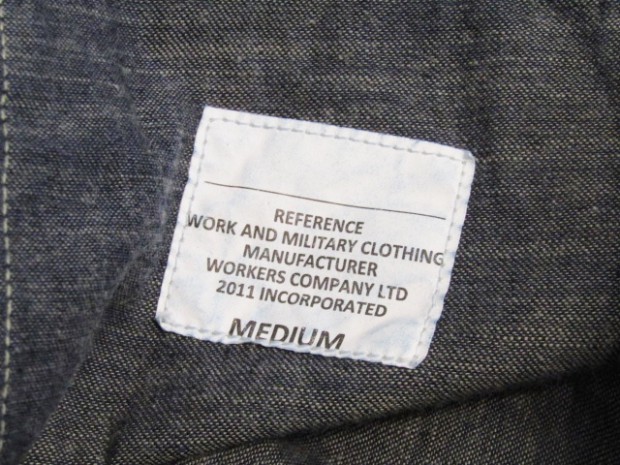 REFERENCE
WORK AND MILITARY CLOTHING
MANUFACTURER
WORKERS COMPANY LTD
2011 INCORPORATED
MEDIUM